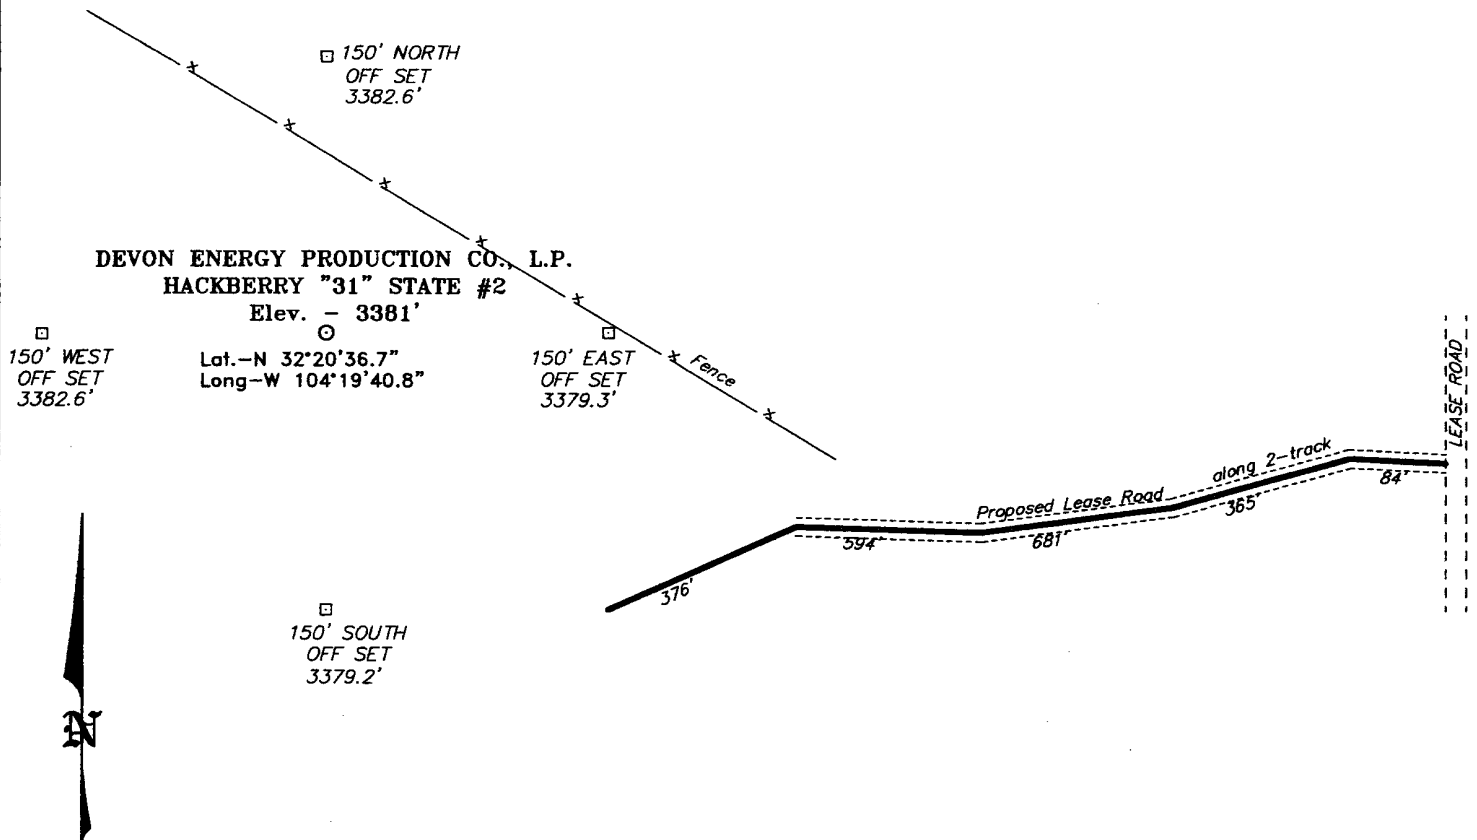 150' NORTH
OFF SET
3382.6'
DEVON ENERGY PRODUCTION CO., L.P.
HACKBERRY "31" STATE #2
Elev. - 3381'
150' WEST
OFF SET
3382.6'
Lat.-N 32°20'36.7"
Long-W 104°19'40.8"
150' EAST
OFF SET
3379.3'
Fence
LEASE ROAD
along 2-track
Proposed Lease Road
84'
365'
681'
594'
376'
150' SOUTH
OFF SET
3379.2'
N